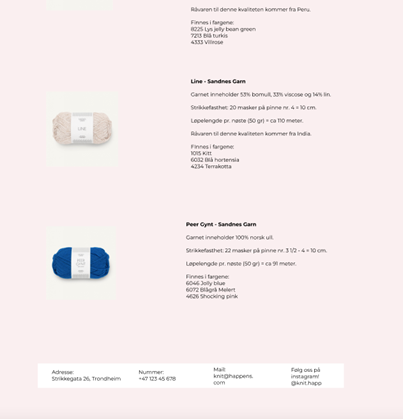 Råvaren til denne kvaliteten kommer fra Peru.
Finnes i fargene:
8225 Lys jelly bean green
7213 Blå turkis
4333 Villrose
Line - Sandnes Garn
Garnet inneholder 53% bomull, 33% viscose og 14% lin.
Strikkefasthet: 20 masker på pinne nr. 4 = 10 cm.
Løpelengde pr. nøste (50 gr) = ca 110 meter.
Råvaren til denne kvaliteten kommer fra India.
Finnes i fargene:
1015 Kitt
6032 Blå hortensia
4234 Terrakotta
Peer Gynt - Sandnes Garn
Garnet inneholder 100% norsk ull.
Strikkefasthet: 22 masker på pinne nr. 3 1/2 - 4 = 10 cm.
Løpelengde pr. nøste (50 gr) = ca 91 meter.
Finnes i fargene:
6046 Jelly blue
6072 Blågrå Melert
4626 Shocking pink
Adresse:
Strikkegata 26, Trondheim
Nummer:
+47 123 45 678
Mail:
knit@happens.
com
Følg oss på
instagram!
@knit.happ